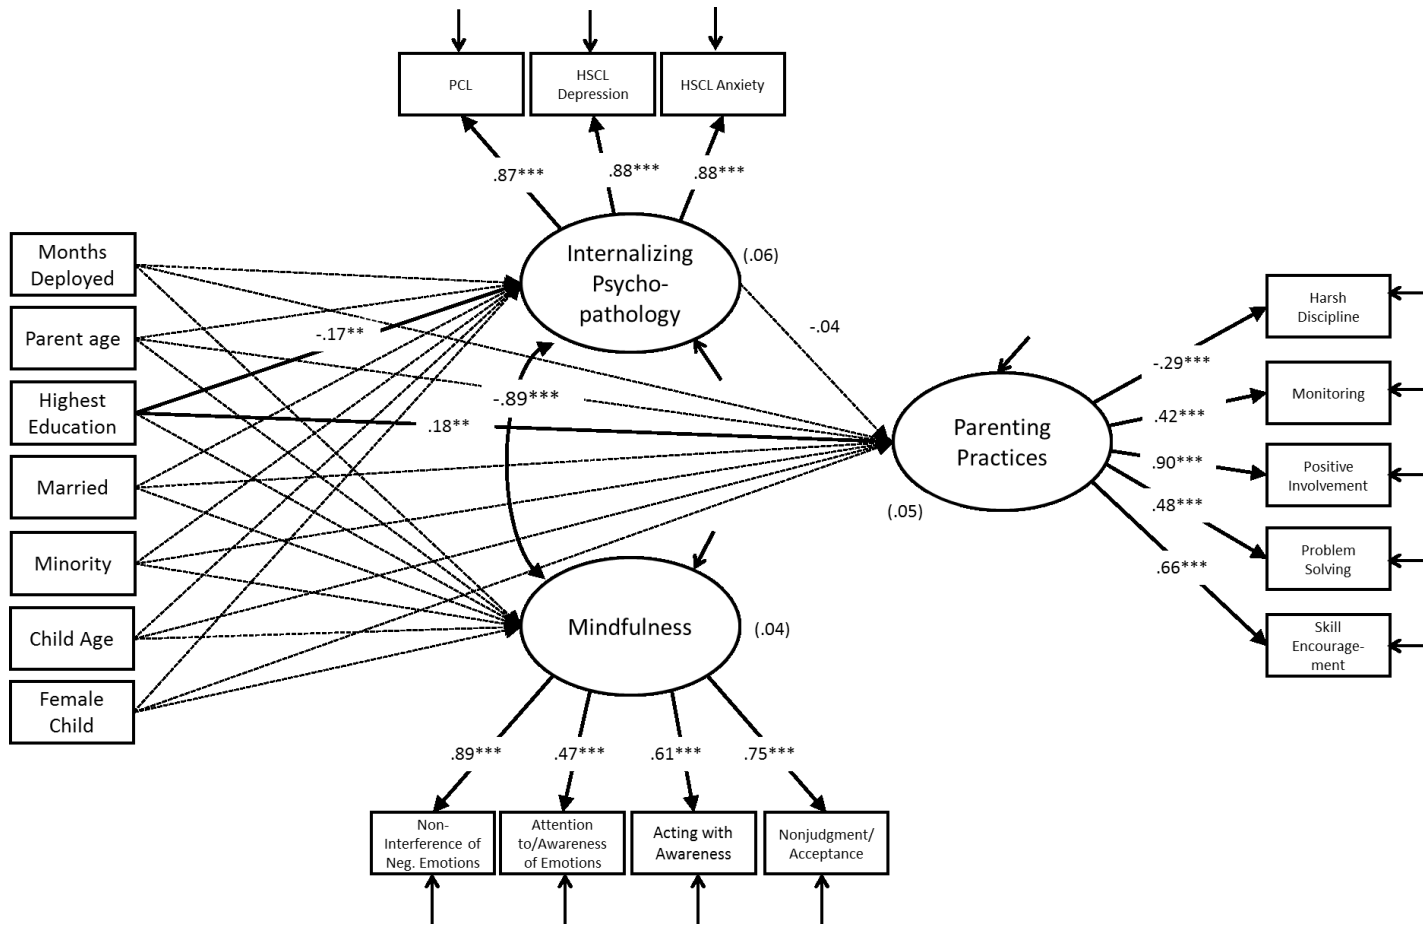 PCL
HSCL
Depression
HSCL Anxiety
.87***
.88***
.88***
Internalizing
Psycho-
pathology
(.06)
Months
Deployed
Parent age
Highest
Education
Married
Minority
Child Age
Female
Child
-.17**
-.89***
.18**
-.04
Parenting
Practices
(.05)
-.29***
.42***
.90***
.48***
.66***
Harsh
Discipline
Monitoring
Positive
Involvement
Problem
Solving
Skill
Encourage-
ment
Mindfulness
(.04)
.89***
.47***
.61***
.75***
Non-
Interference of
Neg. Emotions
Attention
to/Awareness
of Emotions
Acting with
Awareness
Nonjudgment/
Acceptance